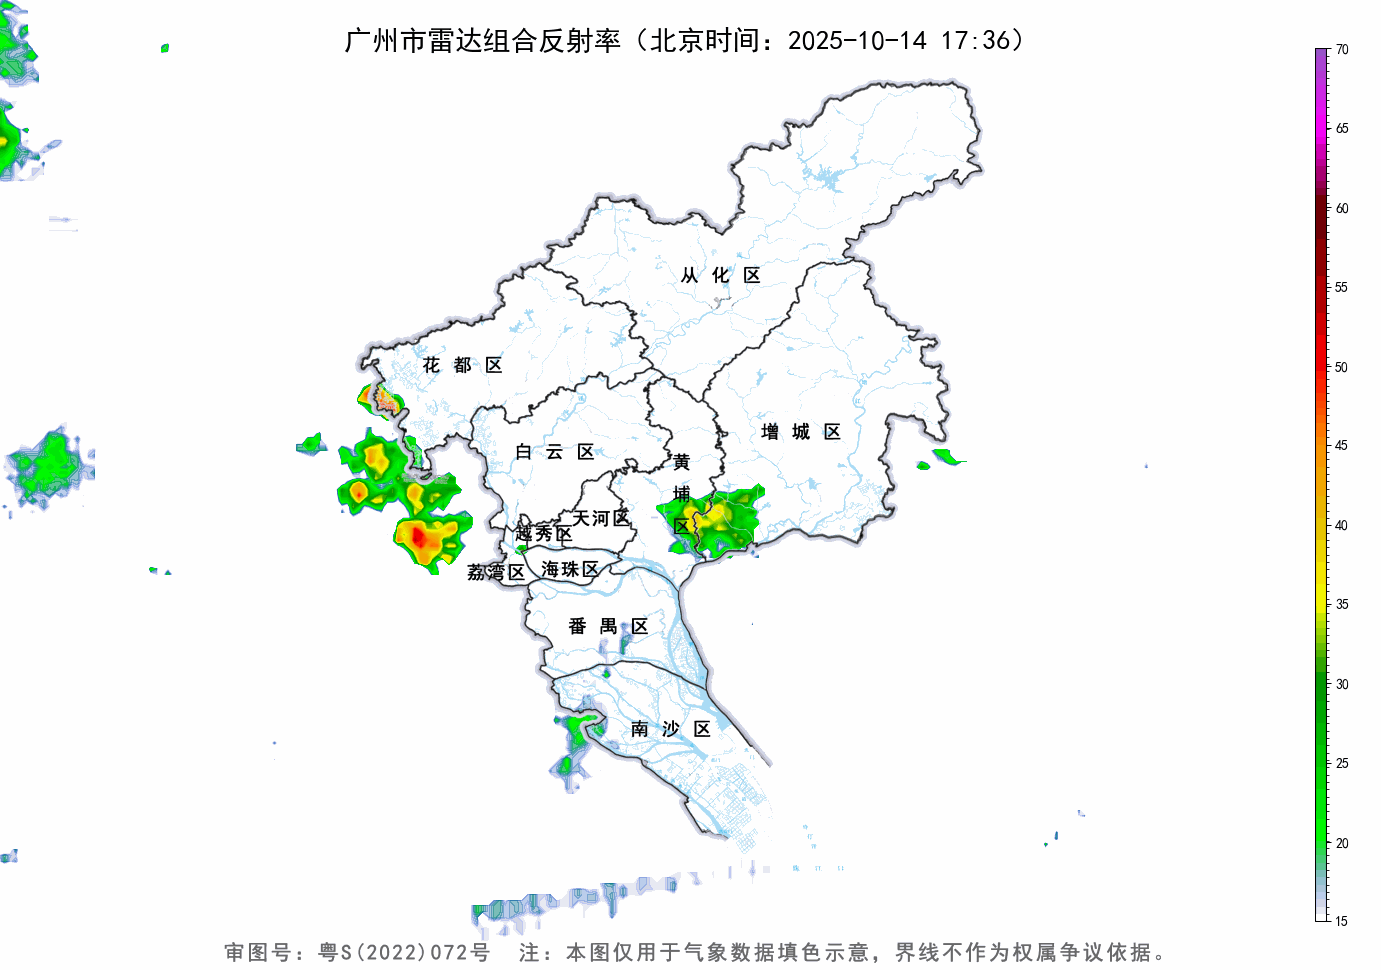 广州市雷达组合反射率（北京时间：2025-10-14 17:36）
70
65
60
55
50
45
40
35
30
25
20
15
从化区
花都区
增城区
白云区
黄埔区
天河区
越秀区
荔湾区
海珠区
番禺区
南沙区
审图号：粤S(2022)072号 注：本图仅用于气象数据填色示意，界线不作为权属争议依据。